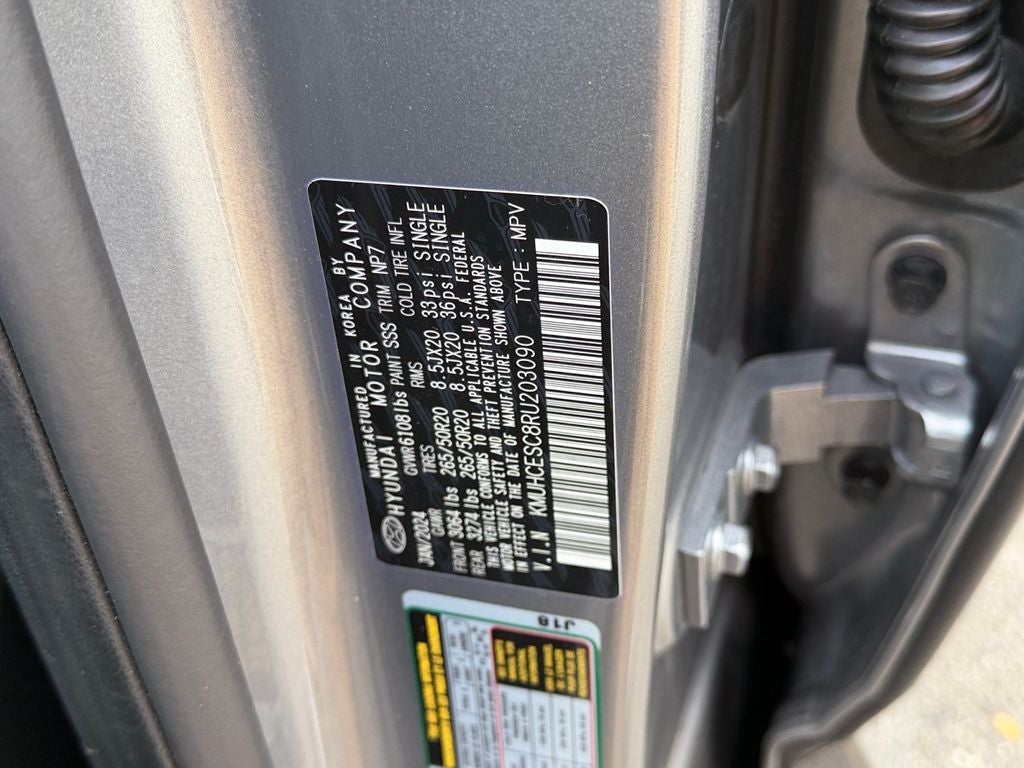 MANUFACTURED IN KOREA BY
HYUNDAI MOTOR COMPANY
JAN/2024 GVWR 6108lbs PAINT SSS TRIM NP7
GAWR TIRES RIMS COLD TIRE INFL
FRONT 3064 lbs 265/50R20 8.5JX20 33psi SINGLE
REAR 3274 lbs 265/50R20 8.5JX20 36psi SINGLE
THIS VEHICLE CONFORMS TO ALL APPLICABLE U.S.A. FEDERAL
MOTOR VEHICLE SAFETY AND THEFT PREVENTION STANDARDS
IN EFFECT ON THE DATE OF MANUFACTURE SHOWN ABOVE
V.I.N KMUHCESC8RU203090 TYPE - MPV
J18